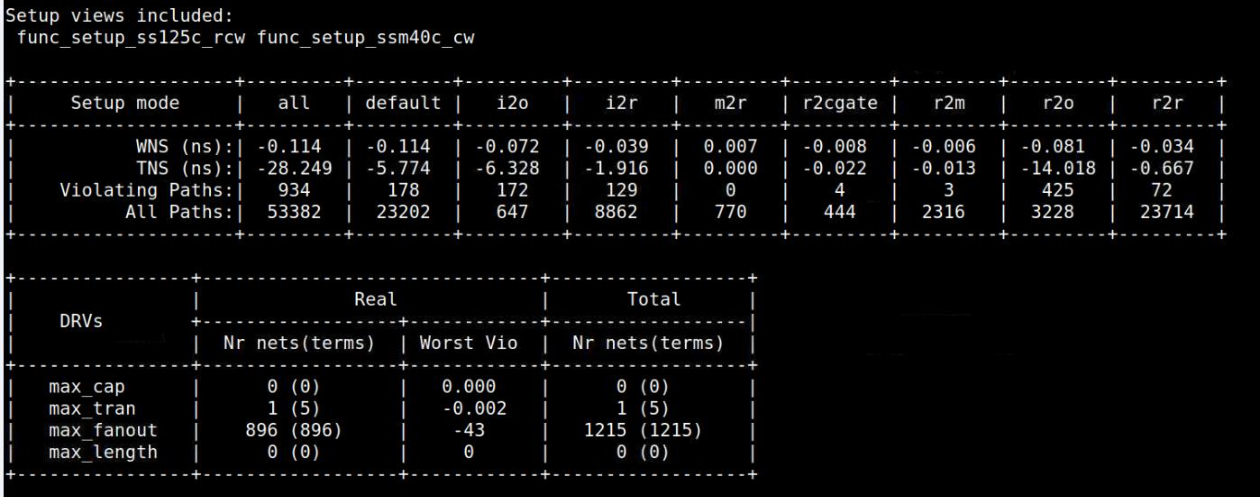 Setup views included:
 func_setup_ss125c_rcw func_setup_ssm40c_cw
+--------------------+---------+---------+---------+---------+---------+---------+---------+---------+---------+
|     Setup mode     |   all   | default |   i2o   |   i2r   |   m2r   | r2cgate |   r2m   |   r2o   |   r2r   |
+--------------------+---------+---------+---------+---------+---------+---------+---------+---------+---------+
|           WNS (ns):| -0.114  | -0.114  | -0.072  | -0.039  |  0.007  | -0.008  | -0.006  | -0.081  | -0.034  |
|           TNS (ns):| -28.249 | -5.774  | -6.328  | -1.916  |  0.000  | -0.022  | -0.013  | -14.018 | -0.667  |
|    Violating Paths:|   934   |   178   |   172   |   129   |    0    |    4    |    3    |   425   |   72    |
|          All Paths:|  53382  |  23202  |   647   |  8862   |   770   |   444   |  2316   |  3228   |  23714  |
+--------------------+---------+---------+---------+---------+---------+---------+---------+---------+---------+
+----------------+-------------------------------+------------------+
|                |              Real             |       Total      |
|    DRVs        +------------------+------------+------------------|
|                |  Nr nets(terms)  | Worst Vio  |  Nr nets(terms)  |
+----------------+------------------+------------+------------------+
|   max_cap      |      0 (0)       |   0.000    |      0 (0)       |
|   max_tran     |      1 (5)       |   -0.002   |      1 (5)       |
|   max_fanout   |    896 (896)     |    -43     |   1215 (1215)    |
|   max_length   |      0 (0)       |     0      |      0 (0)       |
+----------------+------------------+------------+------------------+